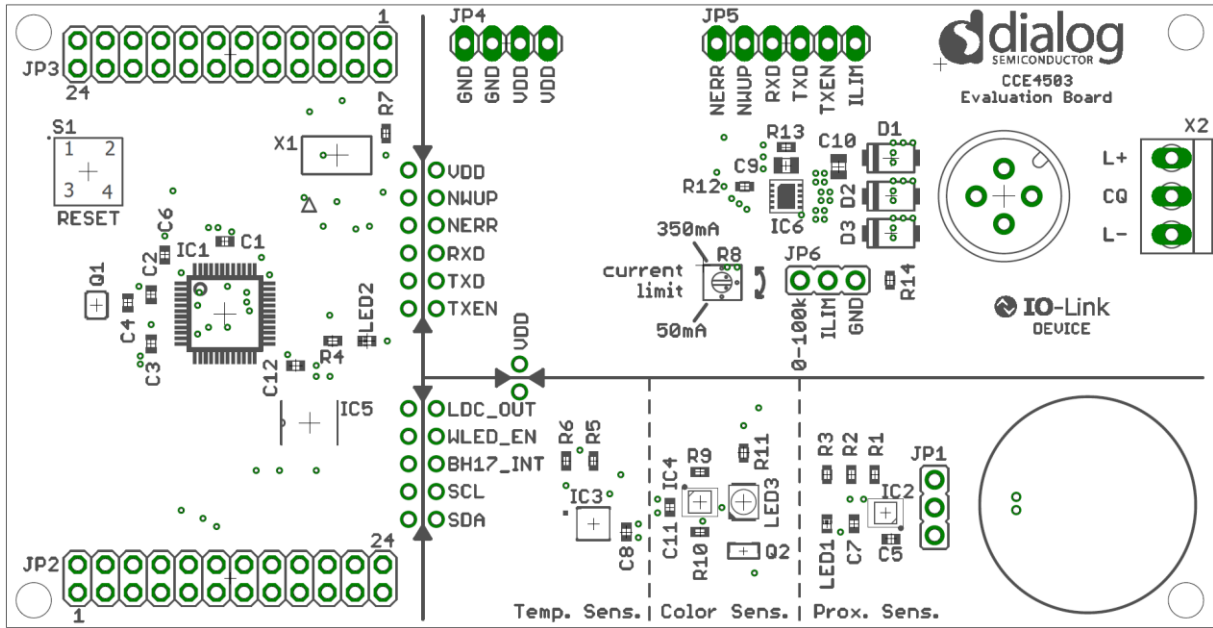 1
JP3
24
S1
1 2
3 4
RESET
X1
R7
JP4
GND
GND
VDD
VDD
JP5
NERR
NWUP
RXD
TXD
TXEN
ILIM
dialog
SEMICONDUCTOR
CCE4503
Evaluation Board
X2
L+
CQ
L-
R13
C10
C9
R12
IC6
D1
D2
D3
VDD
NWUP
NERR
RXD
TXD
TXEN
350mA
R8
current
limit
50mA
JP6
0-100k
ILIM
GND
R14
IO-Link
DEVICE
C6
IC1
C1
Q1
C2
C4
C3
LED2
R4
C12
IC5
VDD
LDC_OUT
WLED_EN
BH17_INT
SCL
SDA
R6
R5
IC3
C8
IC4
R9
R11
LED3
C11
R10
Q2
R3
R2
R1
JP1
IC2
LED1
C7
C5
24
JP2
1
Temp. Sens.
Color Sens.
Prox. Sens.